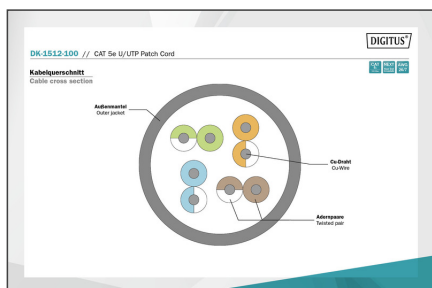 DIGITUS®
DK-1512-100 // CAT 5e U/UTP Patch Cord
Kabelquerschnitt
Cable cross section
Außenmantel
Outer jacket
Cu-Draht
Cu-Wire
Adernpaare
Twisted pair